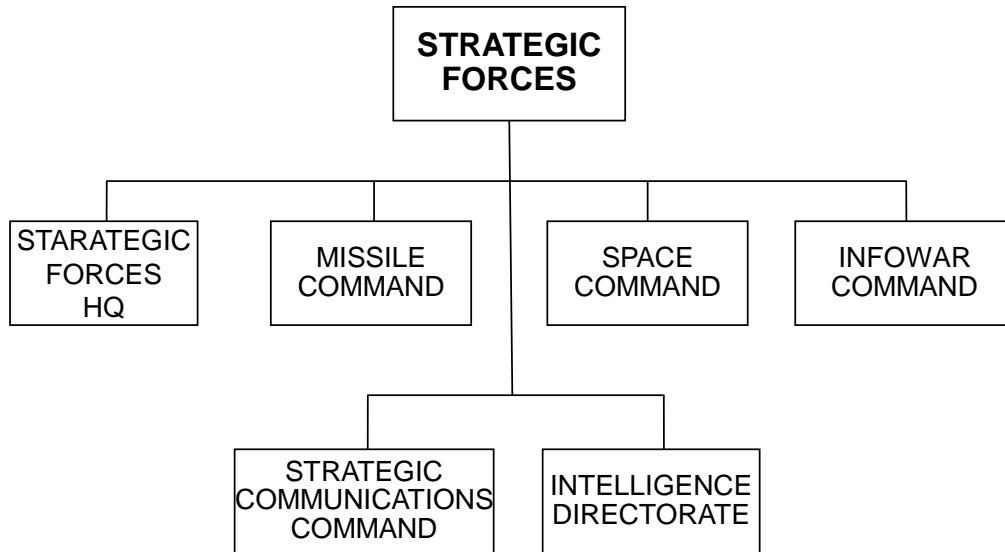 STRATEGIC
FORCES
STARATEGIC
FORCES
HQ
MISSILE
COMMAND
SPACE
COMMAND
INFOWAR
COMMAND
STRATEGIC
COMMUNICATIONS
COMMAND
INTELLIGENCE
DIRECTORATE